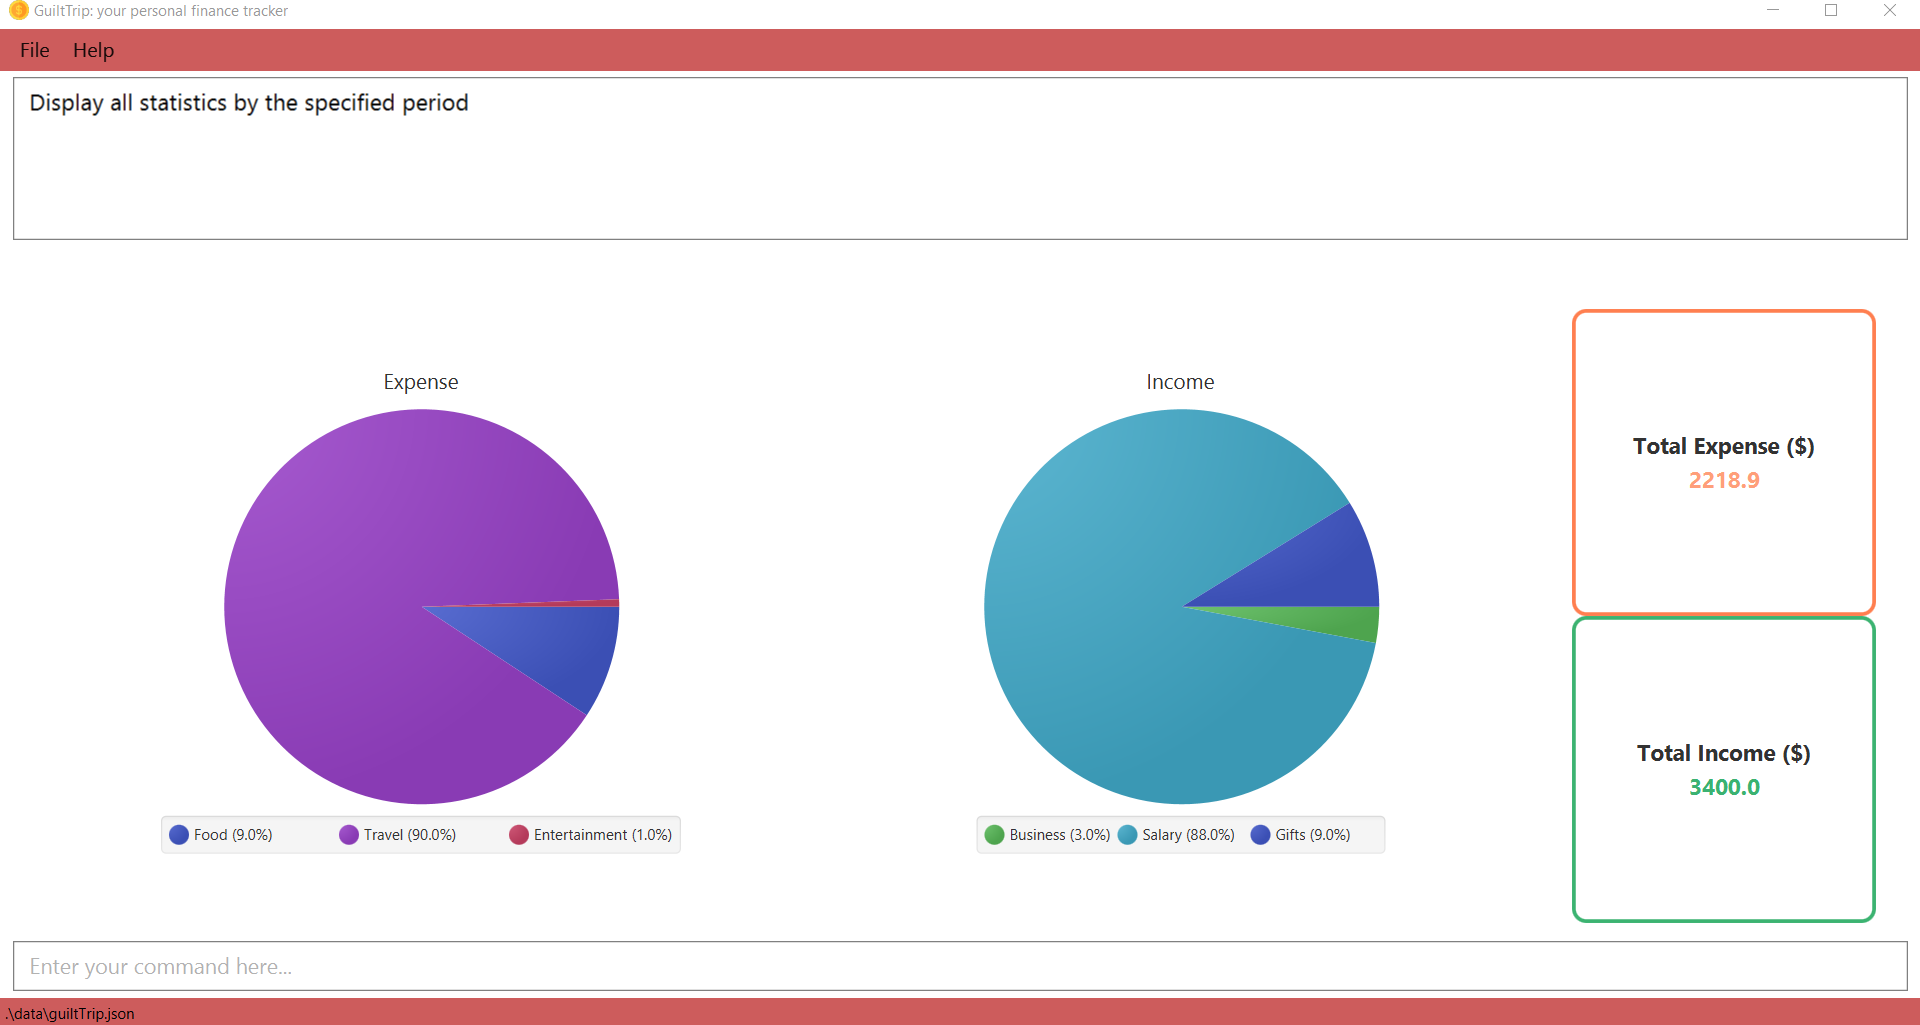 GuiltTrip: your personal finance tracker
File Help
Display all statistics by the specified period
Expense
Food (9.0%) Travel (90.0%) Entertainment (1.0%)
Income
Business (3.0%) Salary (88.0%) Gifts (9.0%)
Total Expense ($)
2218.9
Total Income ($)
3400.0
Enter your command here...
.\data\guiltTrip.json